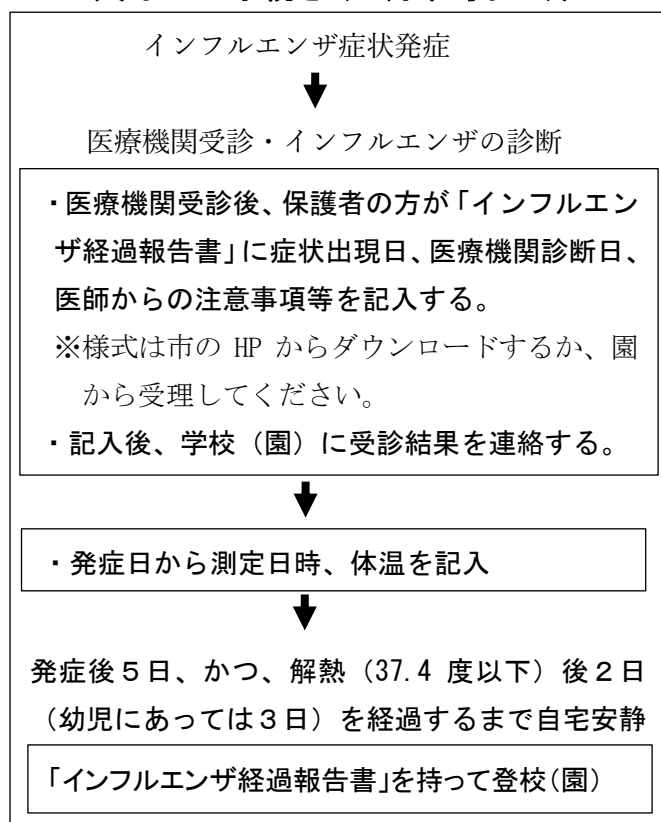 インフルエンザ症状発症
医療機関受診・インフルエンザの診断
・医療機関受診後、保護者の方が「インフルエン
ザ経過報告書」に症状出現日、医療機関診断日、
医師からの注意事項等を記入する。
※様式は市の HP からダウンロードするか、園
から受理してください。
・記入後、学校（園）に受診結果を連絡する。
・発症日から測定日時、体温を記入
発症後５日、かつ、解熱（37.4 度以下）後２日
（幼児にあっては３日）を経過するまで自宅安静
「インフルエンザ経過報告書」を持って登校（園）